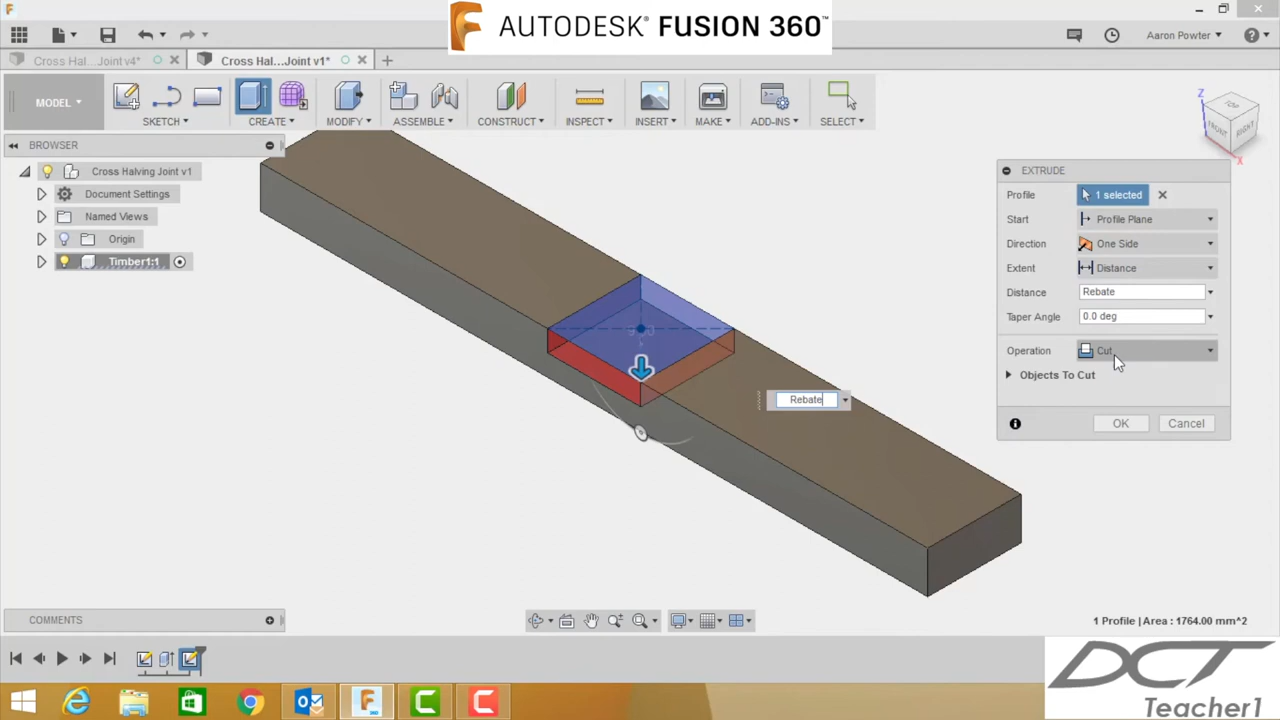 AUTODESK® FUSION 360™
Aaron Powter
Cross Hal...Joint v4*
Cross Hal...Joint v1*
MODEL
SKETCH
CREATE
MODIFY
ASSEMBLE
CONSTRUCT
INSPECT
INSERT
MAKE
ADD-INS
SELECT
BROWSER
Cross Halving Joint v1
Document Settings
Named Views
Origin
Timber1:1
Z
TOP
FRONT
RIGHT
X
EXTRUDE
Profile 1 selected
Start Profile Plane
Direction One Side
Extent Distance
Distance Rebate
Taper Angle 0.0 deg
Operation Cut
Objects To Cut
OK Cancel
Rebate
COMMENTS
1 Profile | Area : 1764.00 mm^2
DCT
Teacher1